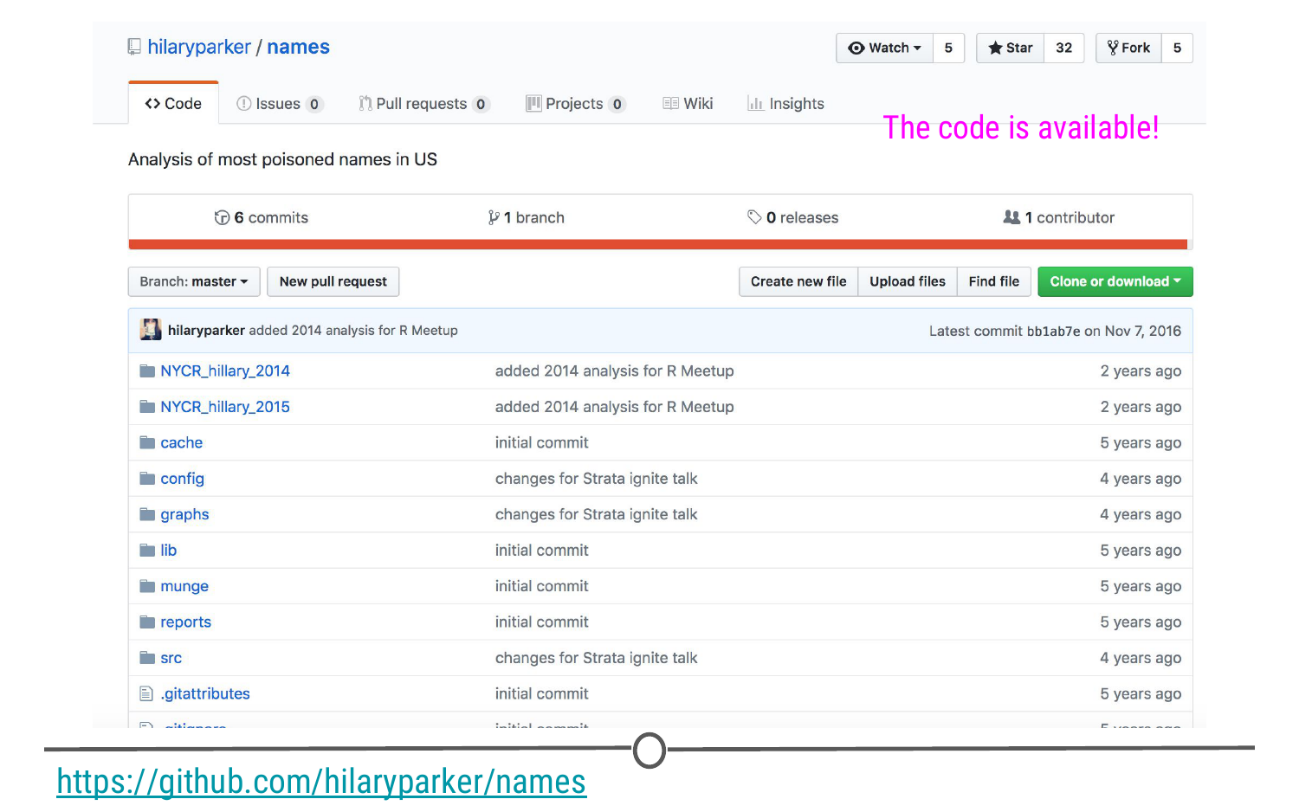 hilaryparker / names
Watch 5 Star 32 Fork 5
Code Issues 0 Pull requests 0 Projects 0 Wiki Insights
The code is available!
Analysis of most poisoned names in US
6 commits 1 branch 0 releases 1 contributor
Branch: master New pull request Create new file Upload files Find file Clone or download
hilaryparker added 2014 analysis for R Meetup Latest commit bb1ab7e on Nov 7, 2016
NYCR_hillary_2014 added 2014 analysis for R Meetup 2 years ago
NYCR_hillary_2015 added 2014 analysis for R Meetup 2 years ago
cache initial commit 5 years ago
config changes for Strata ignite talk 4 years ago
graphs changes for Strata ignite talk 4 years ago
lib initial commit 5 years ago
munge initial commit 5 years ago
reports initial commit 5 years ago
src changes for Strata ignite talk 4 years ago
.gitattributes initial commit 5 years ago
.gitignore initial commit 5 years ago
https://github.com/hilaryparker/names